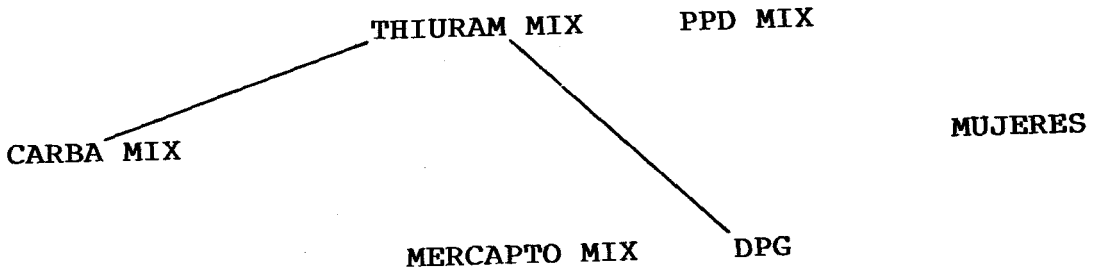 THIURAM MIX PPD MIX
MUJERES
CARBA MIX
MERCAPTO MIX DPG